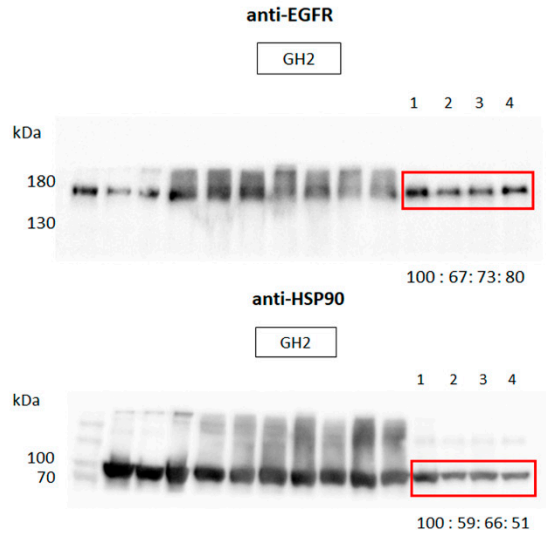 anti-EGFR
GH2
1 2 3 4
kDa
180
130
100 : 67: 73: 80
anti-HSP90
GH2
1 2 3 4
kDa
100
70
100 : 59: 66: 51